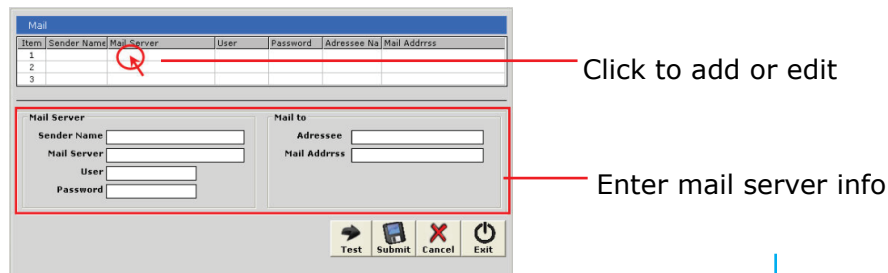 Mail
Item Sender Name Mail Server User Password Adressee Na Mail Addrrss
1
2
3
Click to add or edit
Mail Server
Sender Name
Mail Server
User
Password
Mail to
Adressee
Mail Addrrss
Enter mail server info
Test Submit Cancel Exit